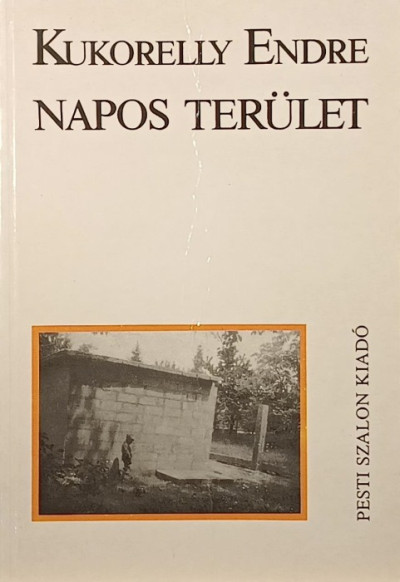 KUKORELLY ENDRE
NAPOS TERÜLET
PESTI SZALON KIADÓ